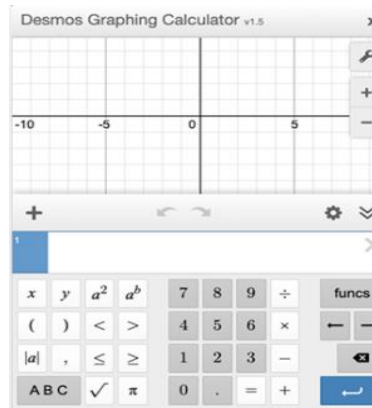 Desmos Graphing Calculator v1.5
+
−
-10 -5 0 5
+
1
x y a² aᵇ 7 8 9 ÷ funcs
( ) < > 4 5 6 ×
|a| , ≤ ≥ 1 2 3 −
A B C √ π 0 . = +